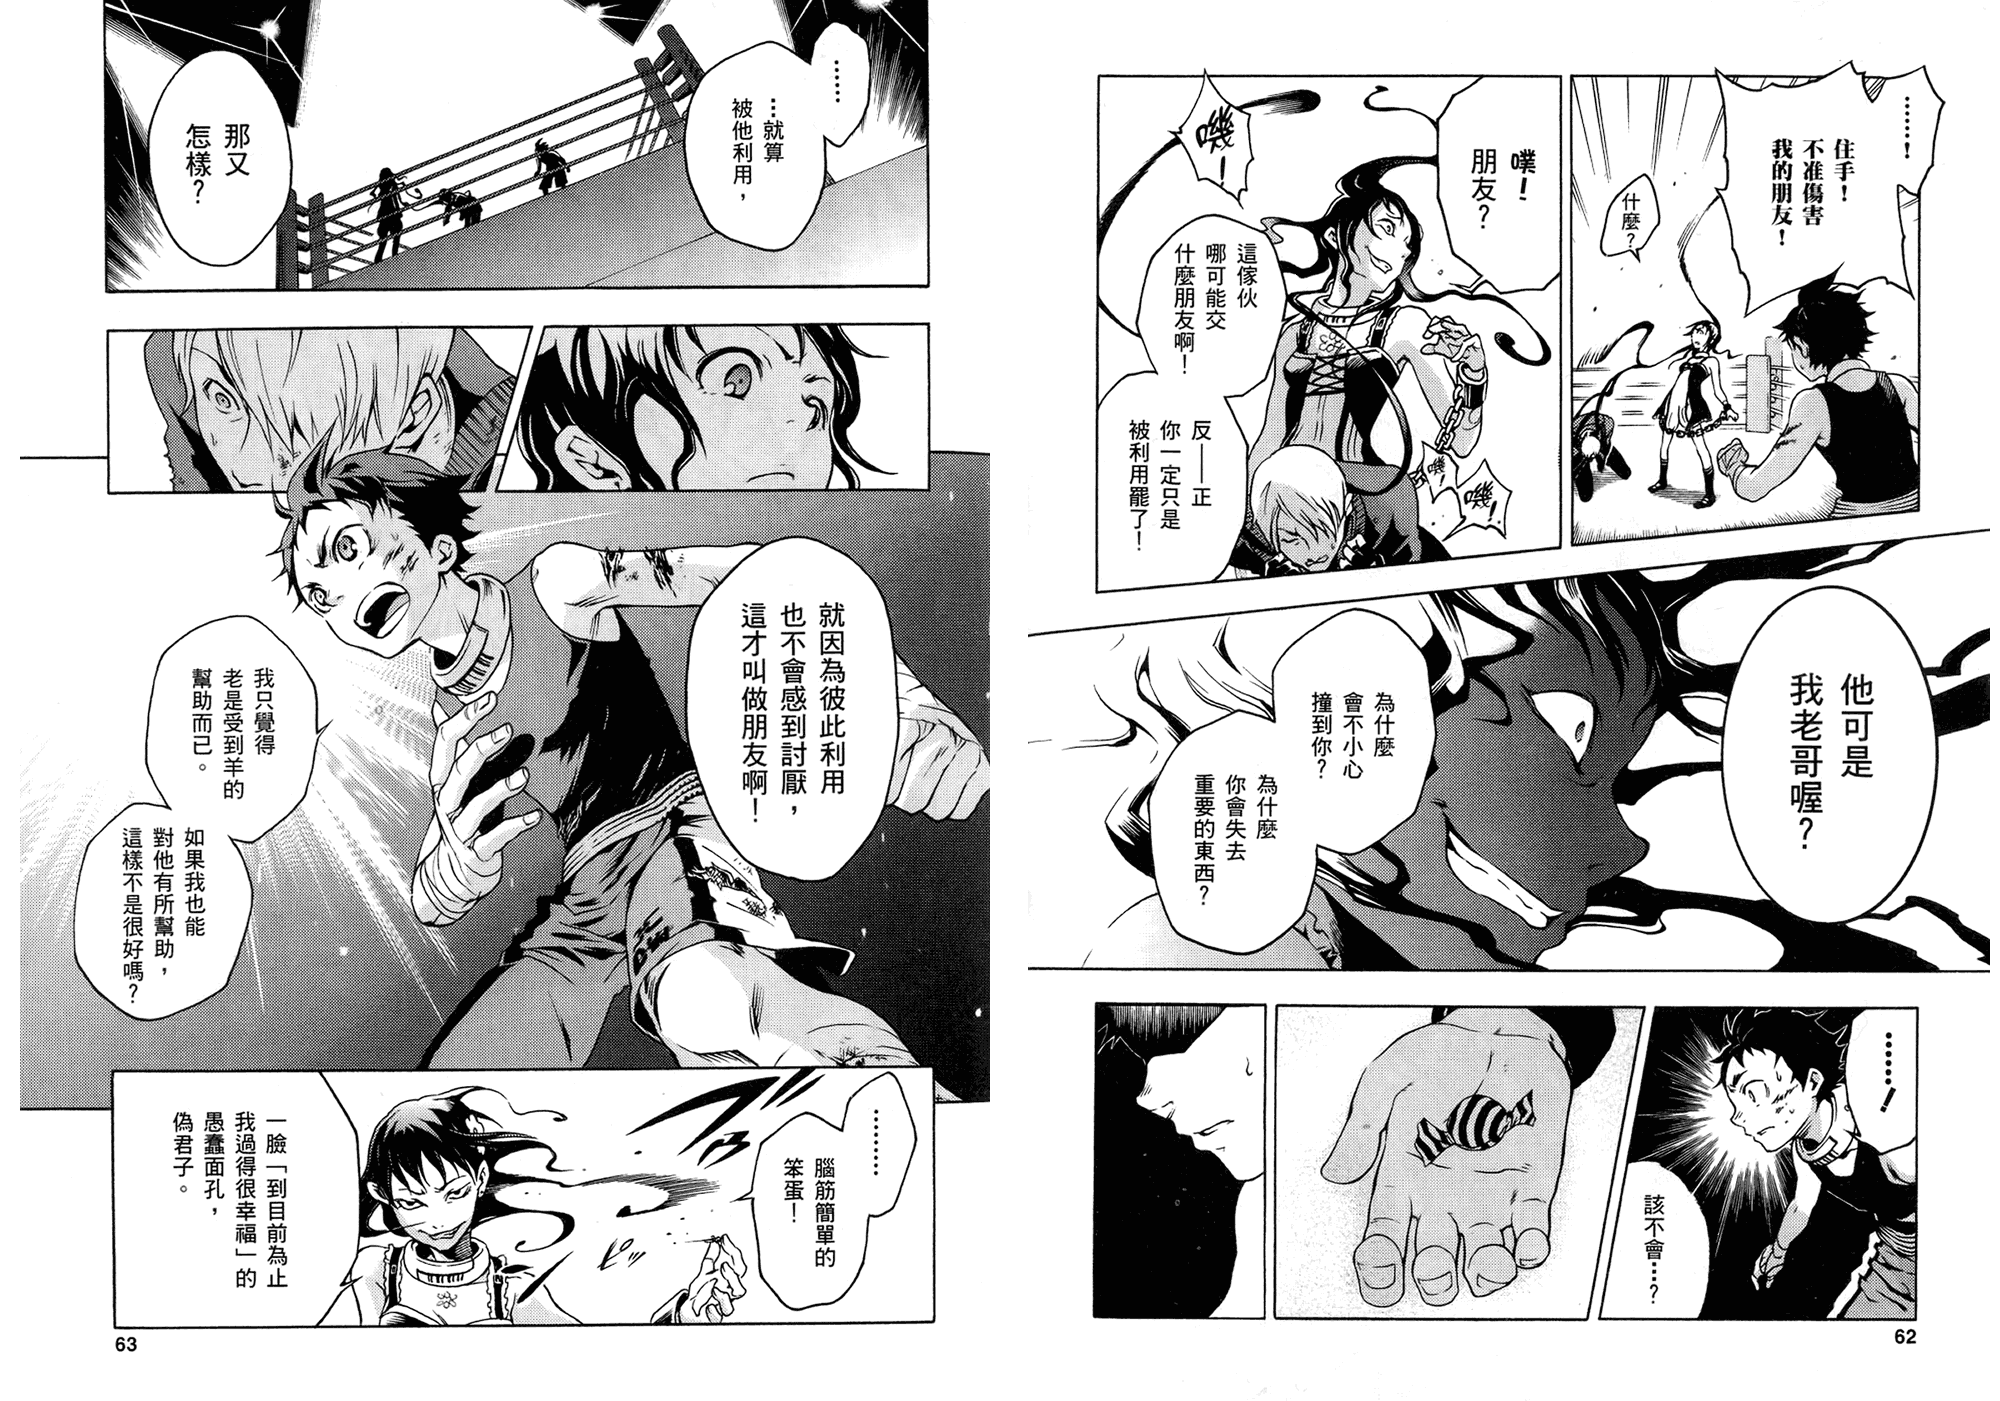 ……！
住手！
不准傷害
我的朋友！
什麼？
噗！
朋友？
嘰！
這傢伙
哪可能交
什麼朋友啊！
反——正
你一定只是
被利用罷了！
嘰！
嘰！
他可是
我老哥喔？
為什麼
會不小心
撞到你？
為什麼
你會失去
重要的東西？
……！
該不會…？
62
……
…就算
被他利用，
那又
怎樣？
就因為彼此利用
也不會感到討厭，
這才叫做朋友啊！
我只覺得
老是受到羊的
幫助而已。
如果我也能
對他有所幫助，
這樣不是很好嗎？
………
腦筋簡單的
笨蛋！
ピッ
一臉「到目前為止
我過得很幸福」的
愚蠢面孔，
偽君子。
63